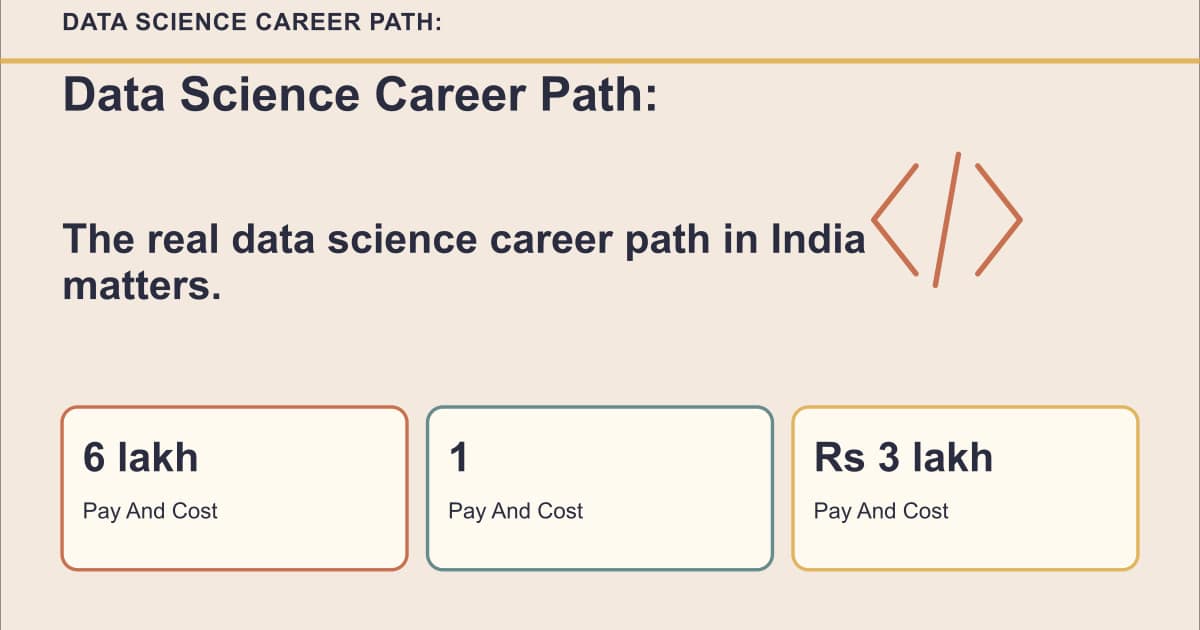 DATA SCIENCE CAREER PATH:
Data Science Career Path:
The real data science career path in India
matters.
6 lakh
Pay And Cost
1
Pay And Cost
Rs 3 lakh
Pay And Cost